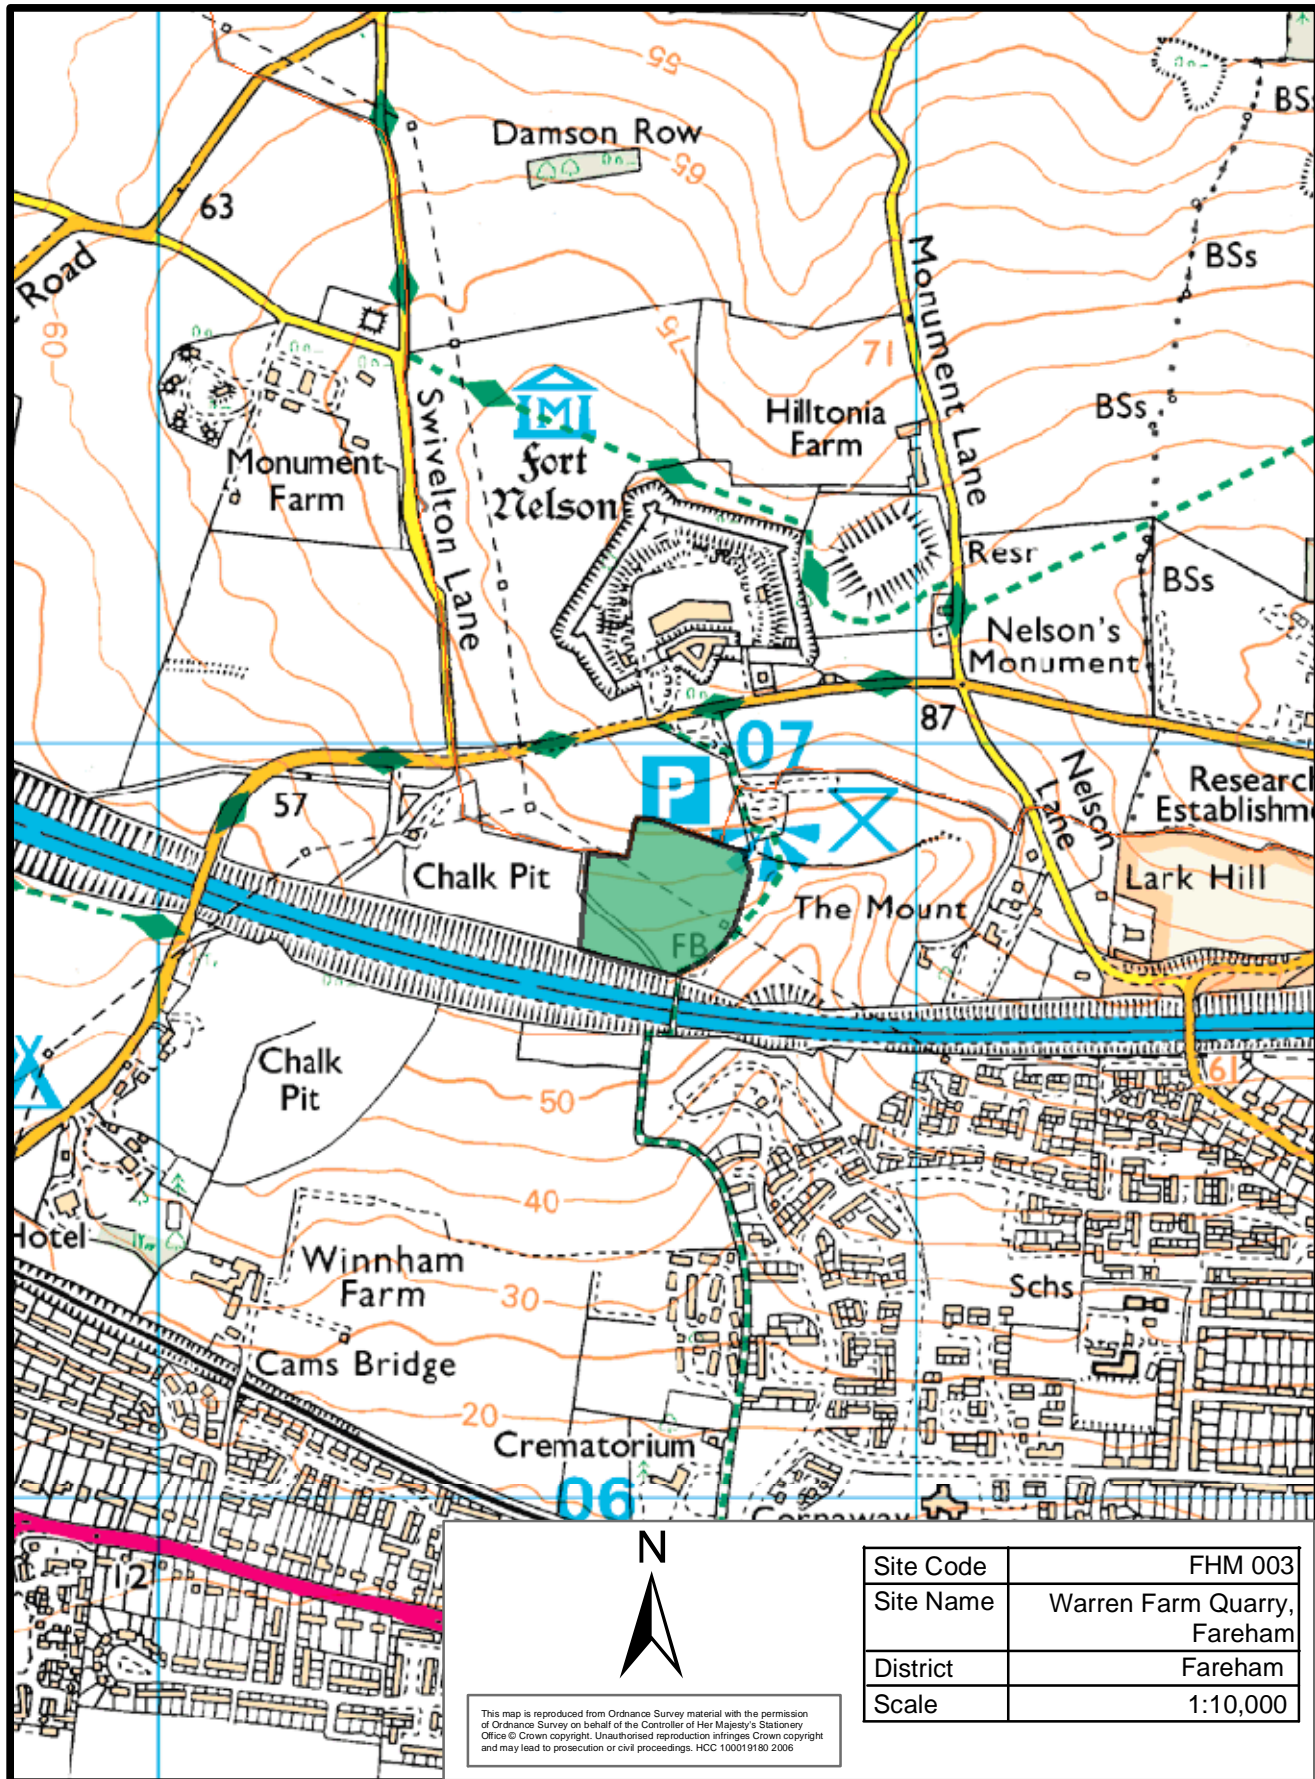 55
Damson Row
65
BSs
63
Road
BSs
60
75
71
Monument Lane
Swivelton Lane
M
Fort
Nelson
Hilltonia
Farm
BSs
Monument
Farm
Resr
BSs
Nelson's
Monument
87
07
57
P
Nelson
Lane
Research
Establishm
Chalk Pit
The Mount
Lark Hill
FB
Chalk
Pit
50
61
40
Hotel
Winnham
Farm
30
Schs
Cams Bridge
20
Crematorium
06
Cornaway
12
N
Site Code FHM 003
Site Name Warren Farm Quarry,
Fareham
District Fareham
Scale 1:10,000
This map is reproduced from Ordnance Survey material with the permission
of Ordnance Survey on behalf of the Controller of Her Majesty's Stationery
Office © Crown copyright. Unauthorised reproduction infringes Crown copyright
and may lead to prosecution or civil proceedings. HCC 100019180 2006